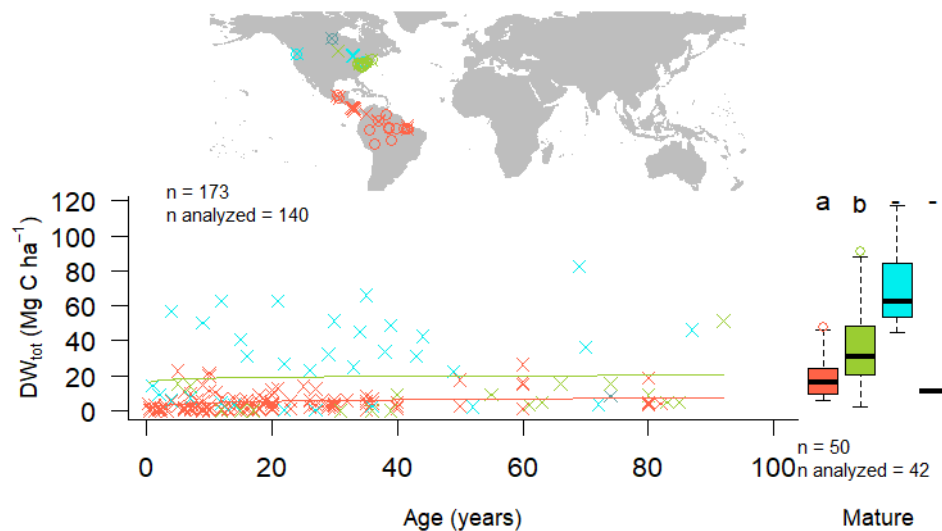 n = 173
n analyzed = 140
DW_tot (Mg C ha⁻¹)
120
100
80
60
40
20
0
0 20 40 60 80 100
Age (years)
a b - -
n = 50
n analyzed = 42
Mature